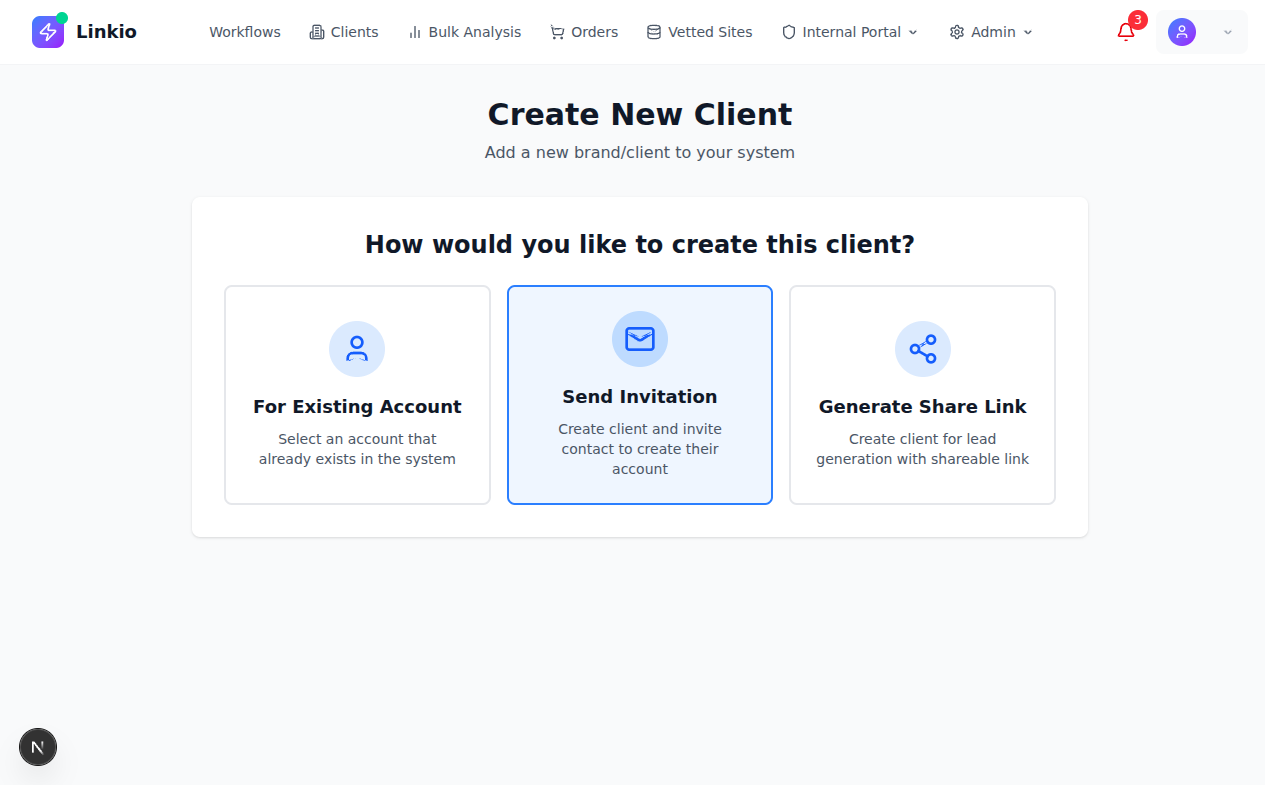 Linkio
Workflows
Clients
Bulk Analysis
Orders
Vetted Sites
Internal Portal
Admin
3
Create New Client
Add a new brand/client to your system
How would you like to create this client?
For Existing Account
Select an account that
already exists in the system
Send Invitation
Create client and invite
contact to create their
account
Generate Share Link
Create client for lead
generation with shareable link
N